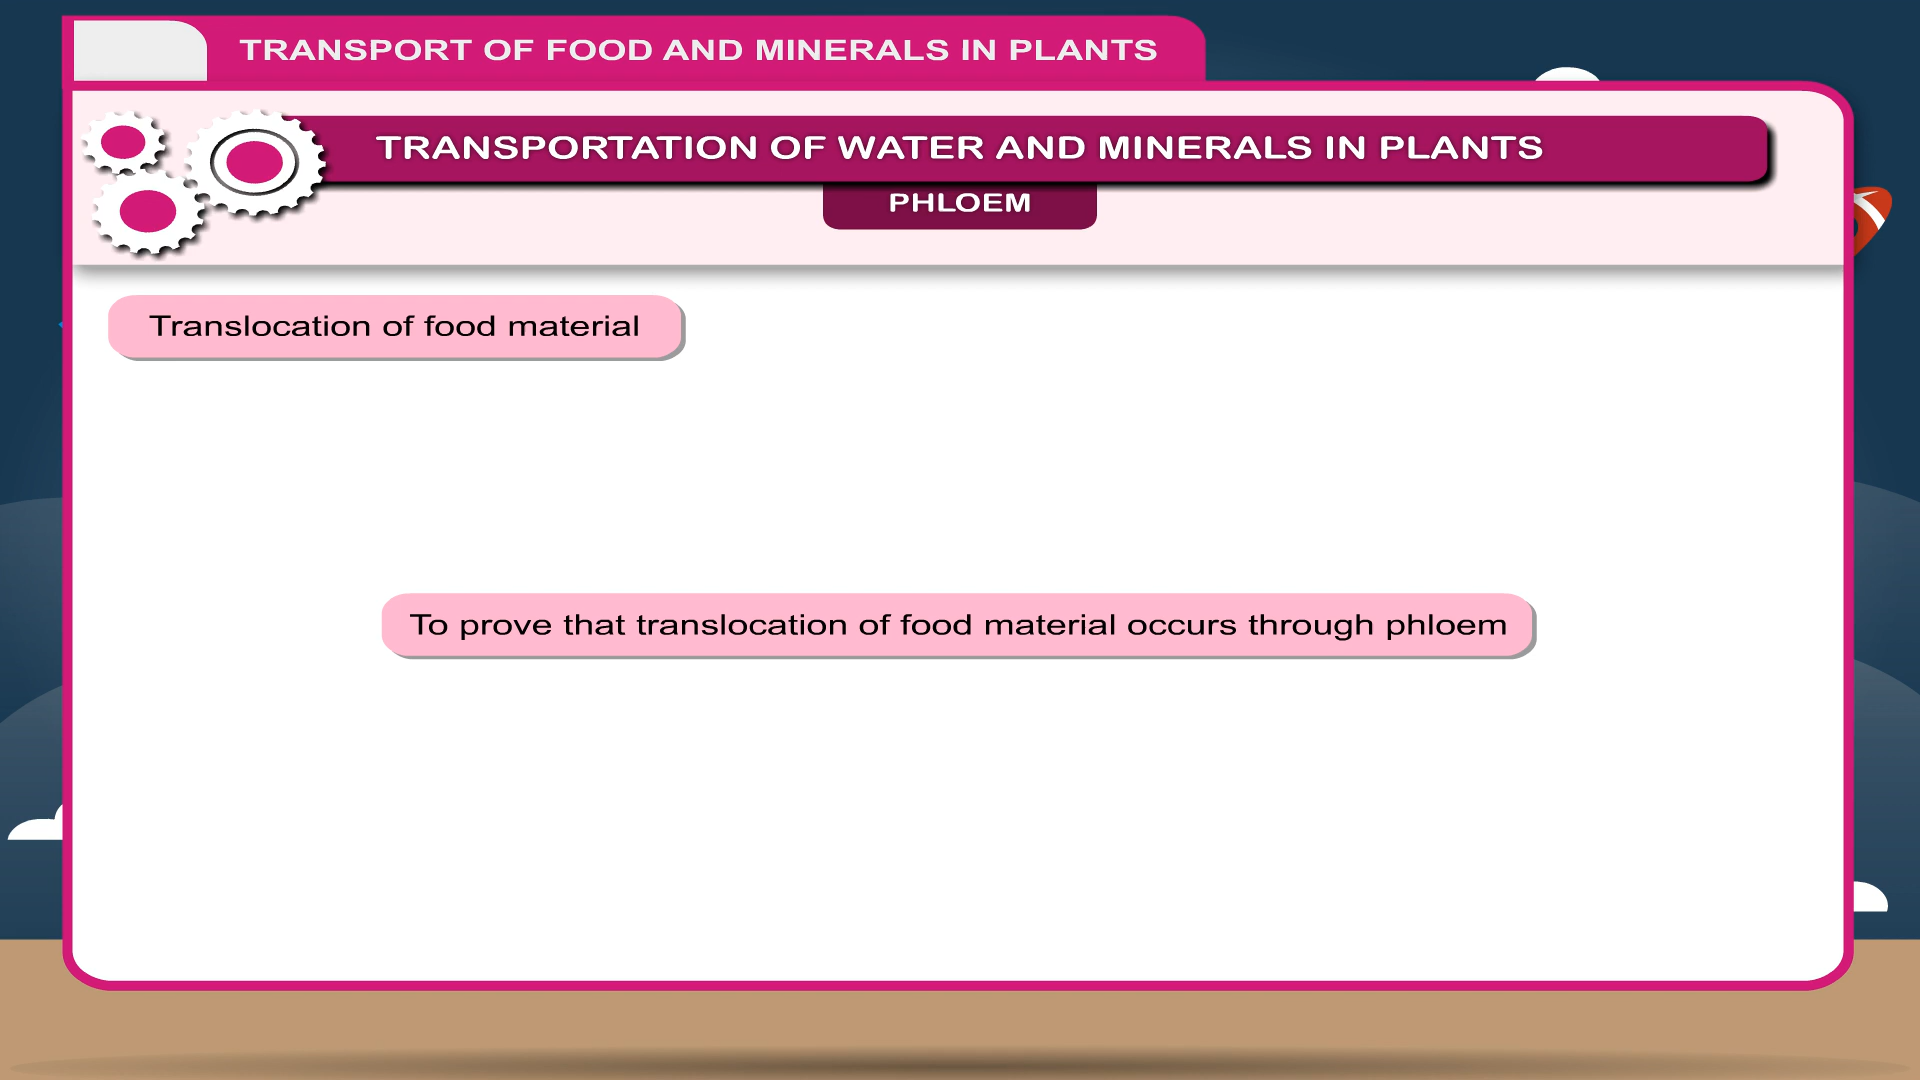 TRANSPORT OF FOOD AND MINERALS IN PLANTS
TRANSPORTATION OF WATER AND MINERALS IN PLANTS
PHLOEM
Translocation of food material
To prove that translocation of food material occurs through phloem